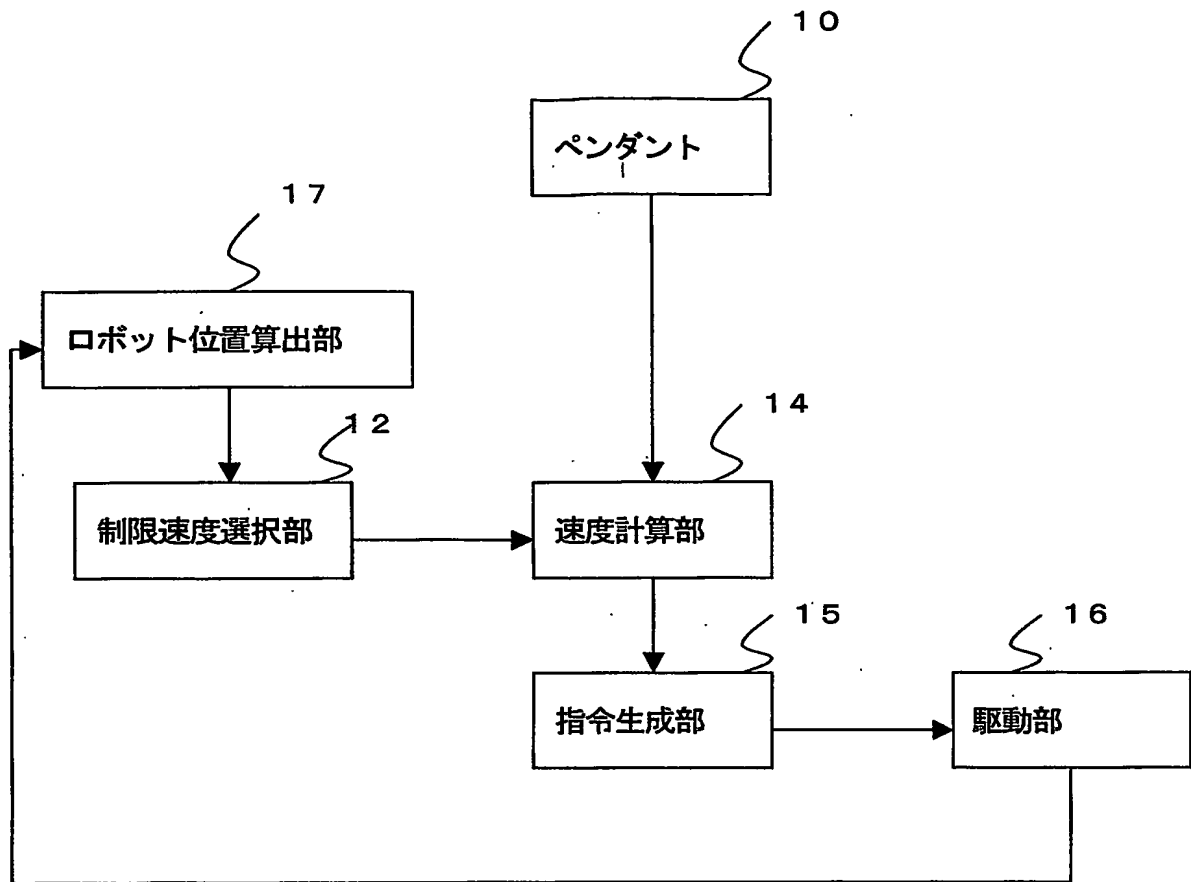 １０
ペンダント
１７
ロボット位置算出部
１２
１４
制限速度選択部
速度計算部
１５
１６
指令生成部
駆動部